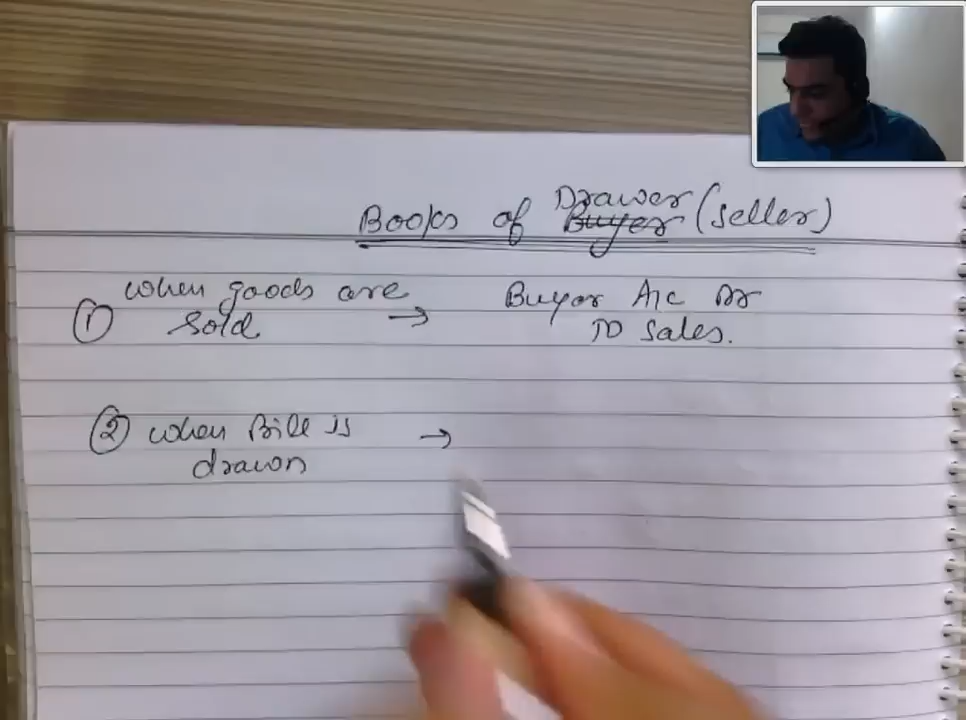 Books of Drawer (Seller)
Buyer
① when goods are
sold → Buyer A/c Dr
To Sales.
② when Bill is →
drawn